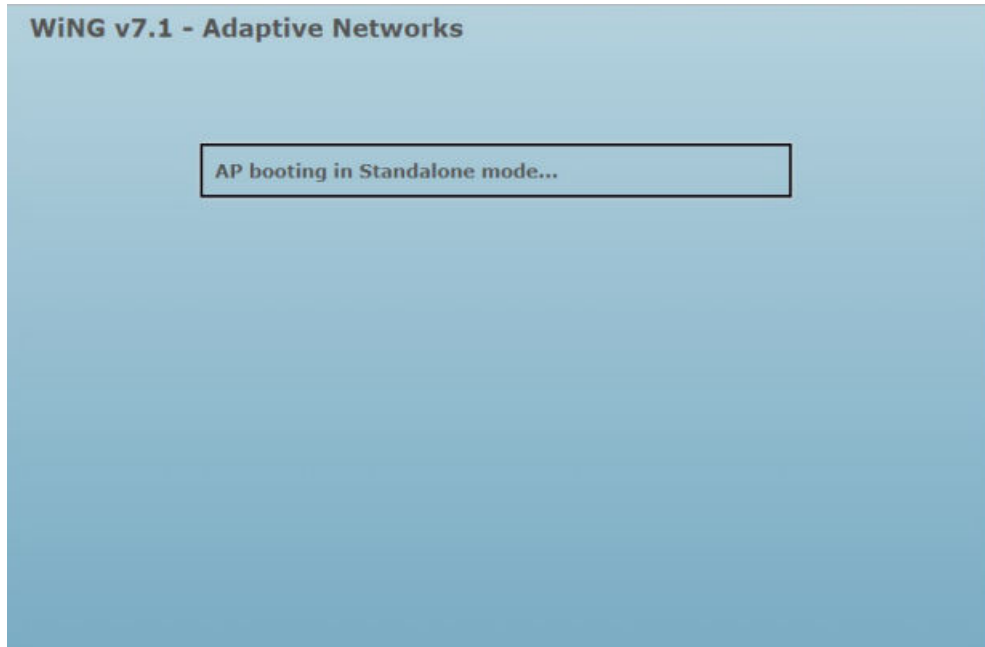 WiNG v7.1 - Adaptive Networks
AP booting in Standalone mode...